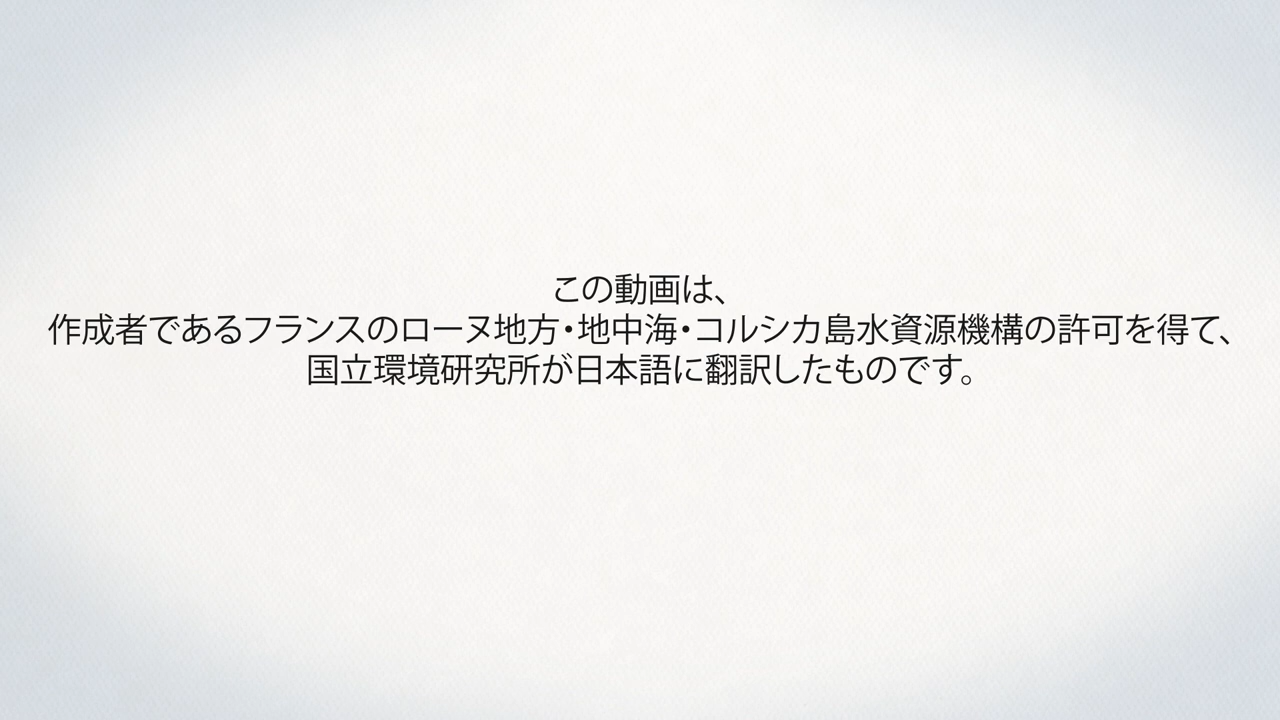 この動画は、
作成者であるフランスのローヌ地方・地中海・コルシカ島水資源機構の許可を得て、
国立環境研究所が日本語に翻訳したものです。